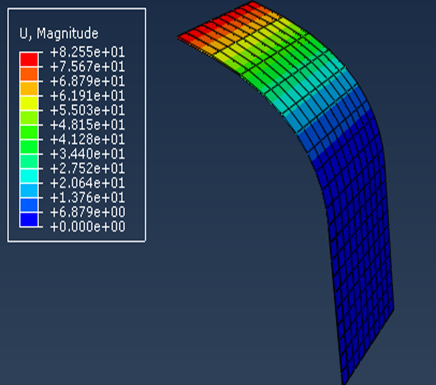 U, Magnitude
+8.255e+01
+7.567e+01
+6.879e+01
+6.191e+01
+5.503e+01
+4.815e+01
+4.128e+01
+3.440e+01
+2.752e+01
+2.064e+01
+1.376e+01
+6.879e+00
+0.000e+00